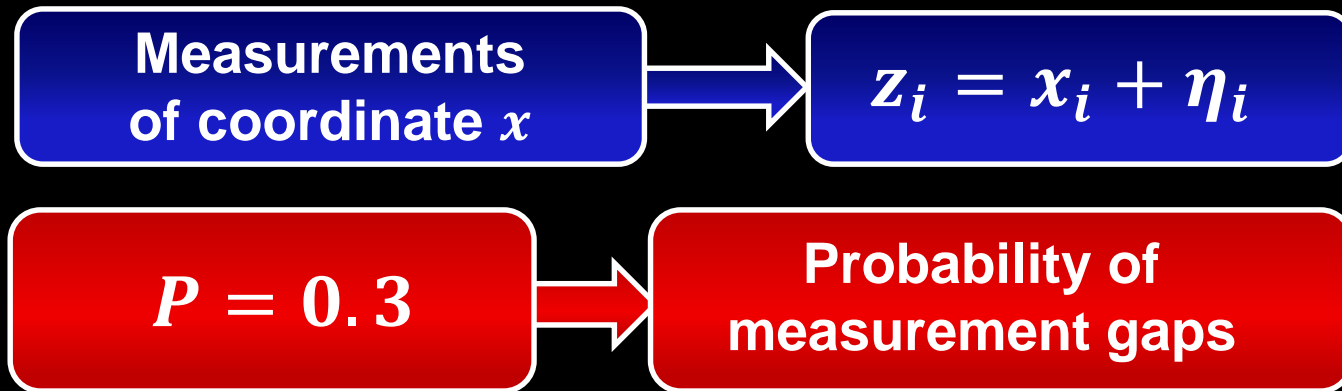 Measurements
of coordinate x
z_i = x_i + η_i
P = 0.3
Probability of
measurement gaps